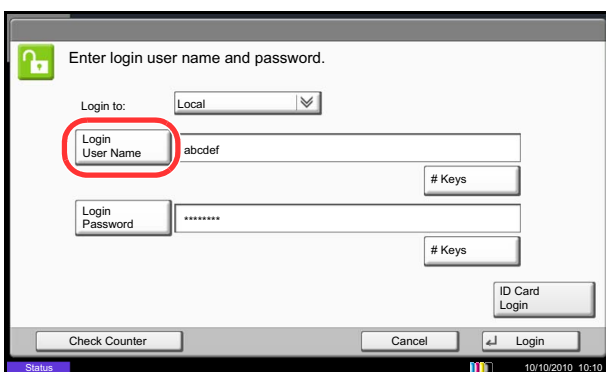 Enter login user name and password.
Login to:
Local
Login
User Name
abcdef
# Keys
Login
Password
********
# Keys
ID Card
Login
Check Counter
Cancel
Login
Status
10/10/2010 10:10